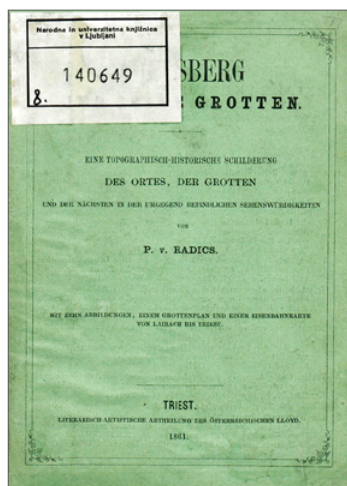 Narodna in univerzitetna knjižnica
v Ljubljani
140649
8.
SBERG
GROTTEN.
EINE TOPOGRAPHISCH-HISTORISCHE SCHILDERUNG
DES ORTES, DER GROTTEN
UND DER NÄCHSTEN IN DER UMGEGEND BEFINDLICHEN SEHENSWÜRDIGKEITEN
VON
P. v. RADICS.
MIT ZEHN ABBILDUNGEN, EINEM GROTTENPLAN UND EINER EISENBAHNKARTE
VON LAIBACH BIS TRIEST.
TRIEST.
LITERARISCH-ARTISTISCHE ABTHEILUNG DES ÖSTERREICHISCHEN LLOYD.
1861.